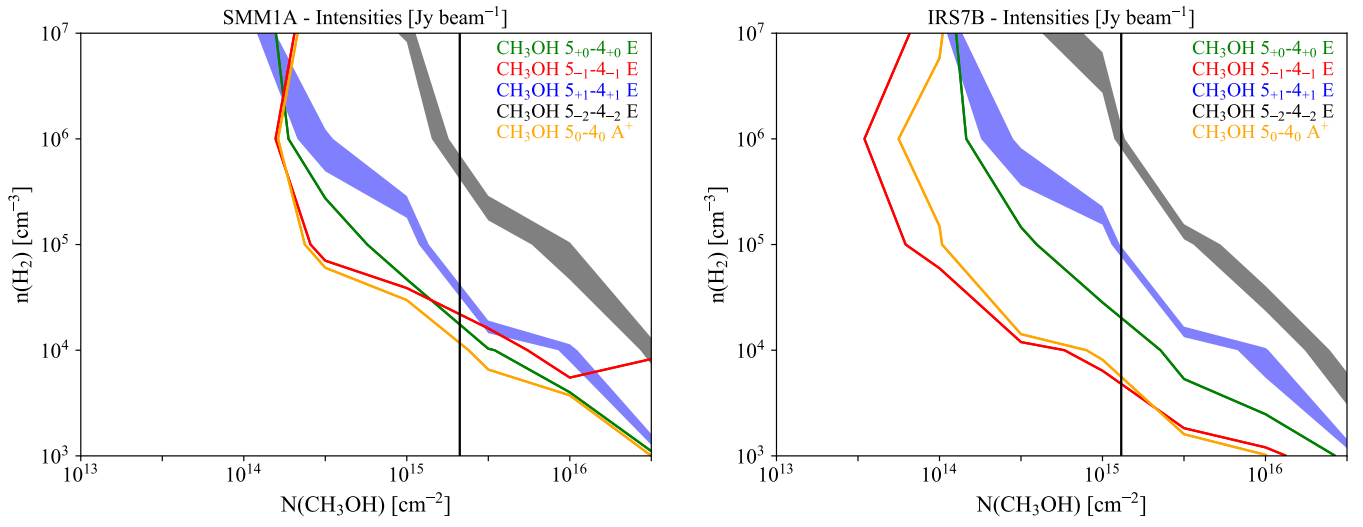 SMM1A - Intensities [Jy beam⁻¹]
CH₃OH 5₊₀-4₊₀ E
CH₃OH 5₋₁-4₋₁ E
CH₃OH 5₊₁-4₊₁ E
CH₃OH 5₋₂-4₋₂ E
CH₃OH 5₀-4₀ A⁺
10⁷
10⁶
10⁵
10⁴
10³
n(H₂) [cm⁻³]
10¹³ 10¹⁴ 10¹⁵ 10¹⁶
N(CH₃OH) [cm⁻²]
IRS7B - Intensities [Jy beam⁻¹]
CH₃OH 5₊₀-4₊₀ E
CH₃OH 5₋₁-4₋₁ E
CH₃OH 5₊₁-4₊₁ E
CH₃OH 5₋₂-4₋₂ E
CH₃OH 5₀-4₀ A⁺
10⁷
10⁶
10⁵
10⁴
10³
n(H₂) [cm⁻³]
10¹³ 10¹⁴ 10¹⁵ 10¹⁶
N(CH₃OH) [cm⁻²]